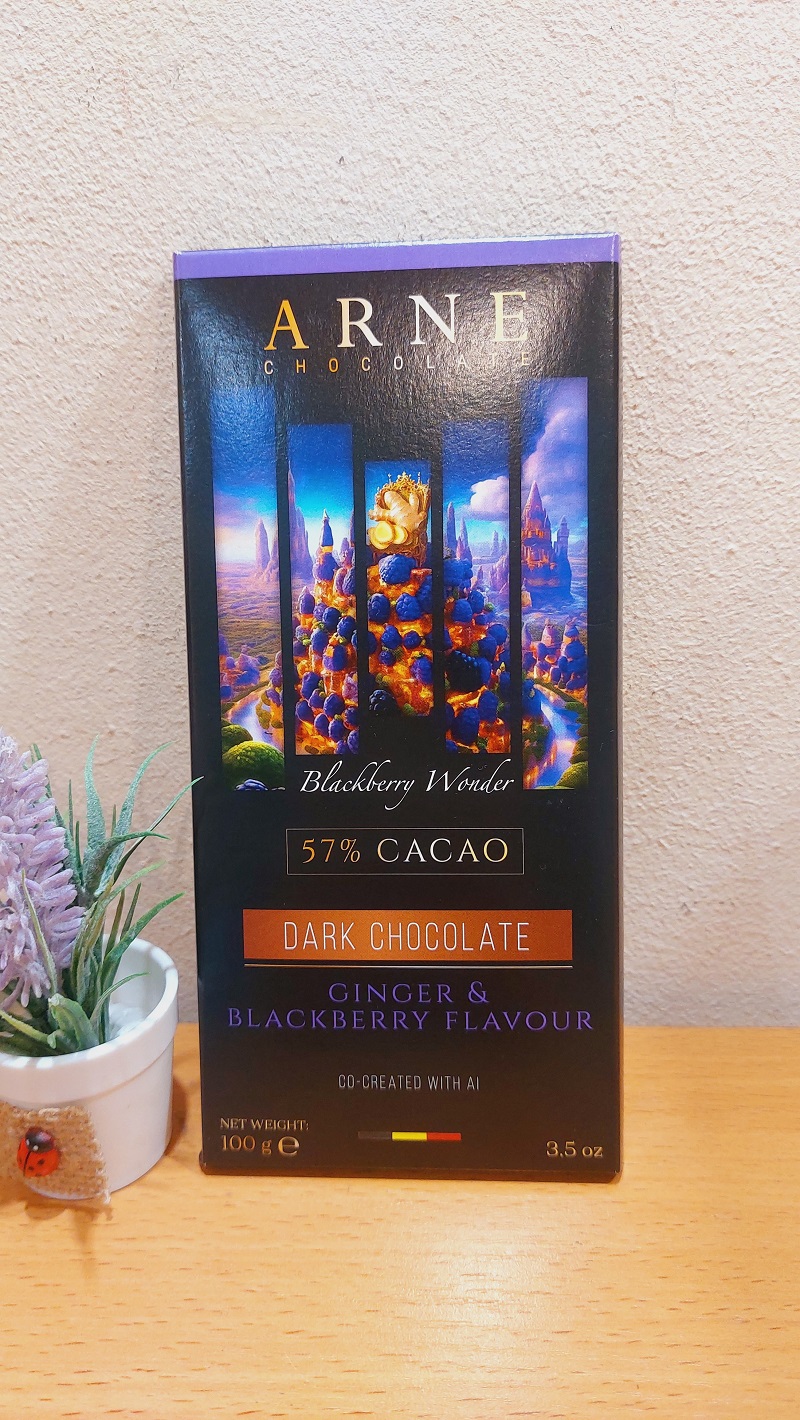 ARNE
CHOCOLATE
Blackberry Wonder
57% CACAO
DARK CHOCOLATE
GINGER &
BLACKBERRY FLAVOUR
CO-CREATED WITH AI
NET WEIGHT:
100 g ℮
3.5 oz